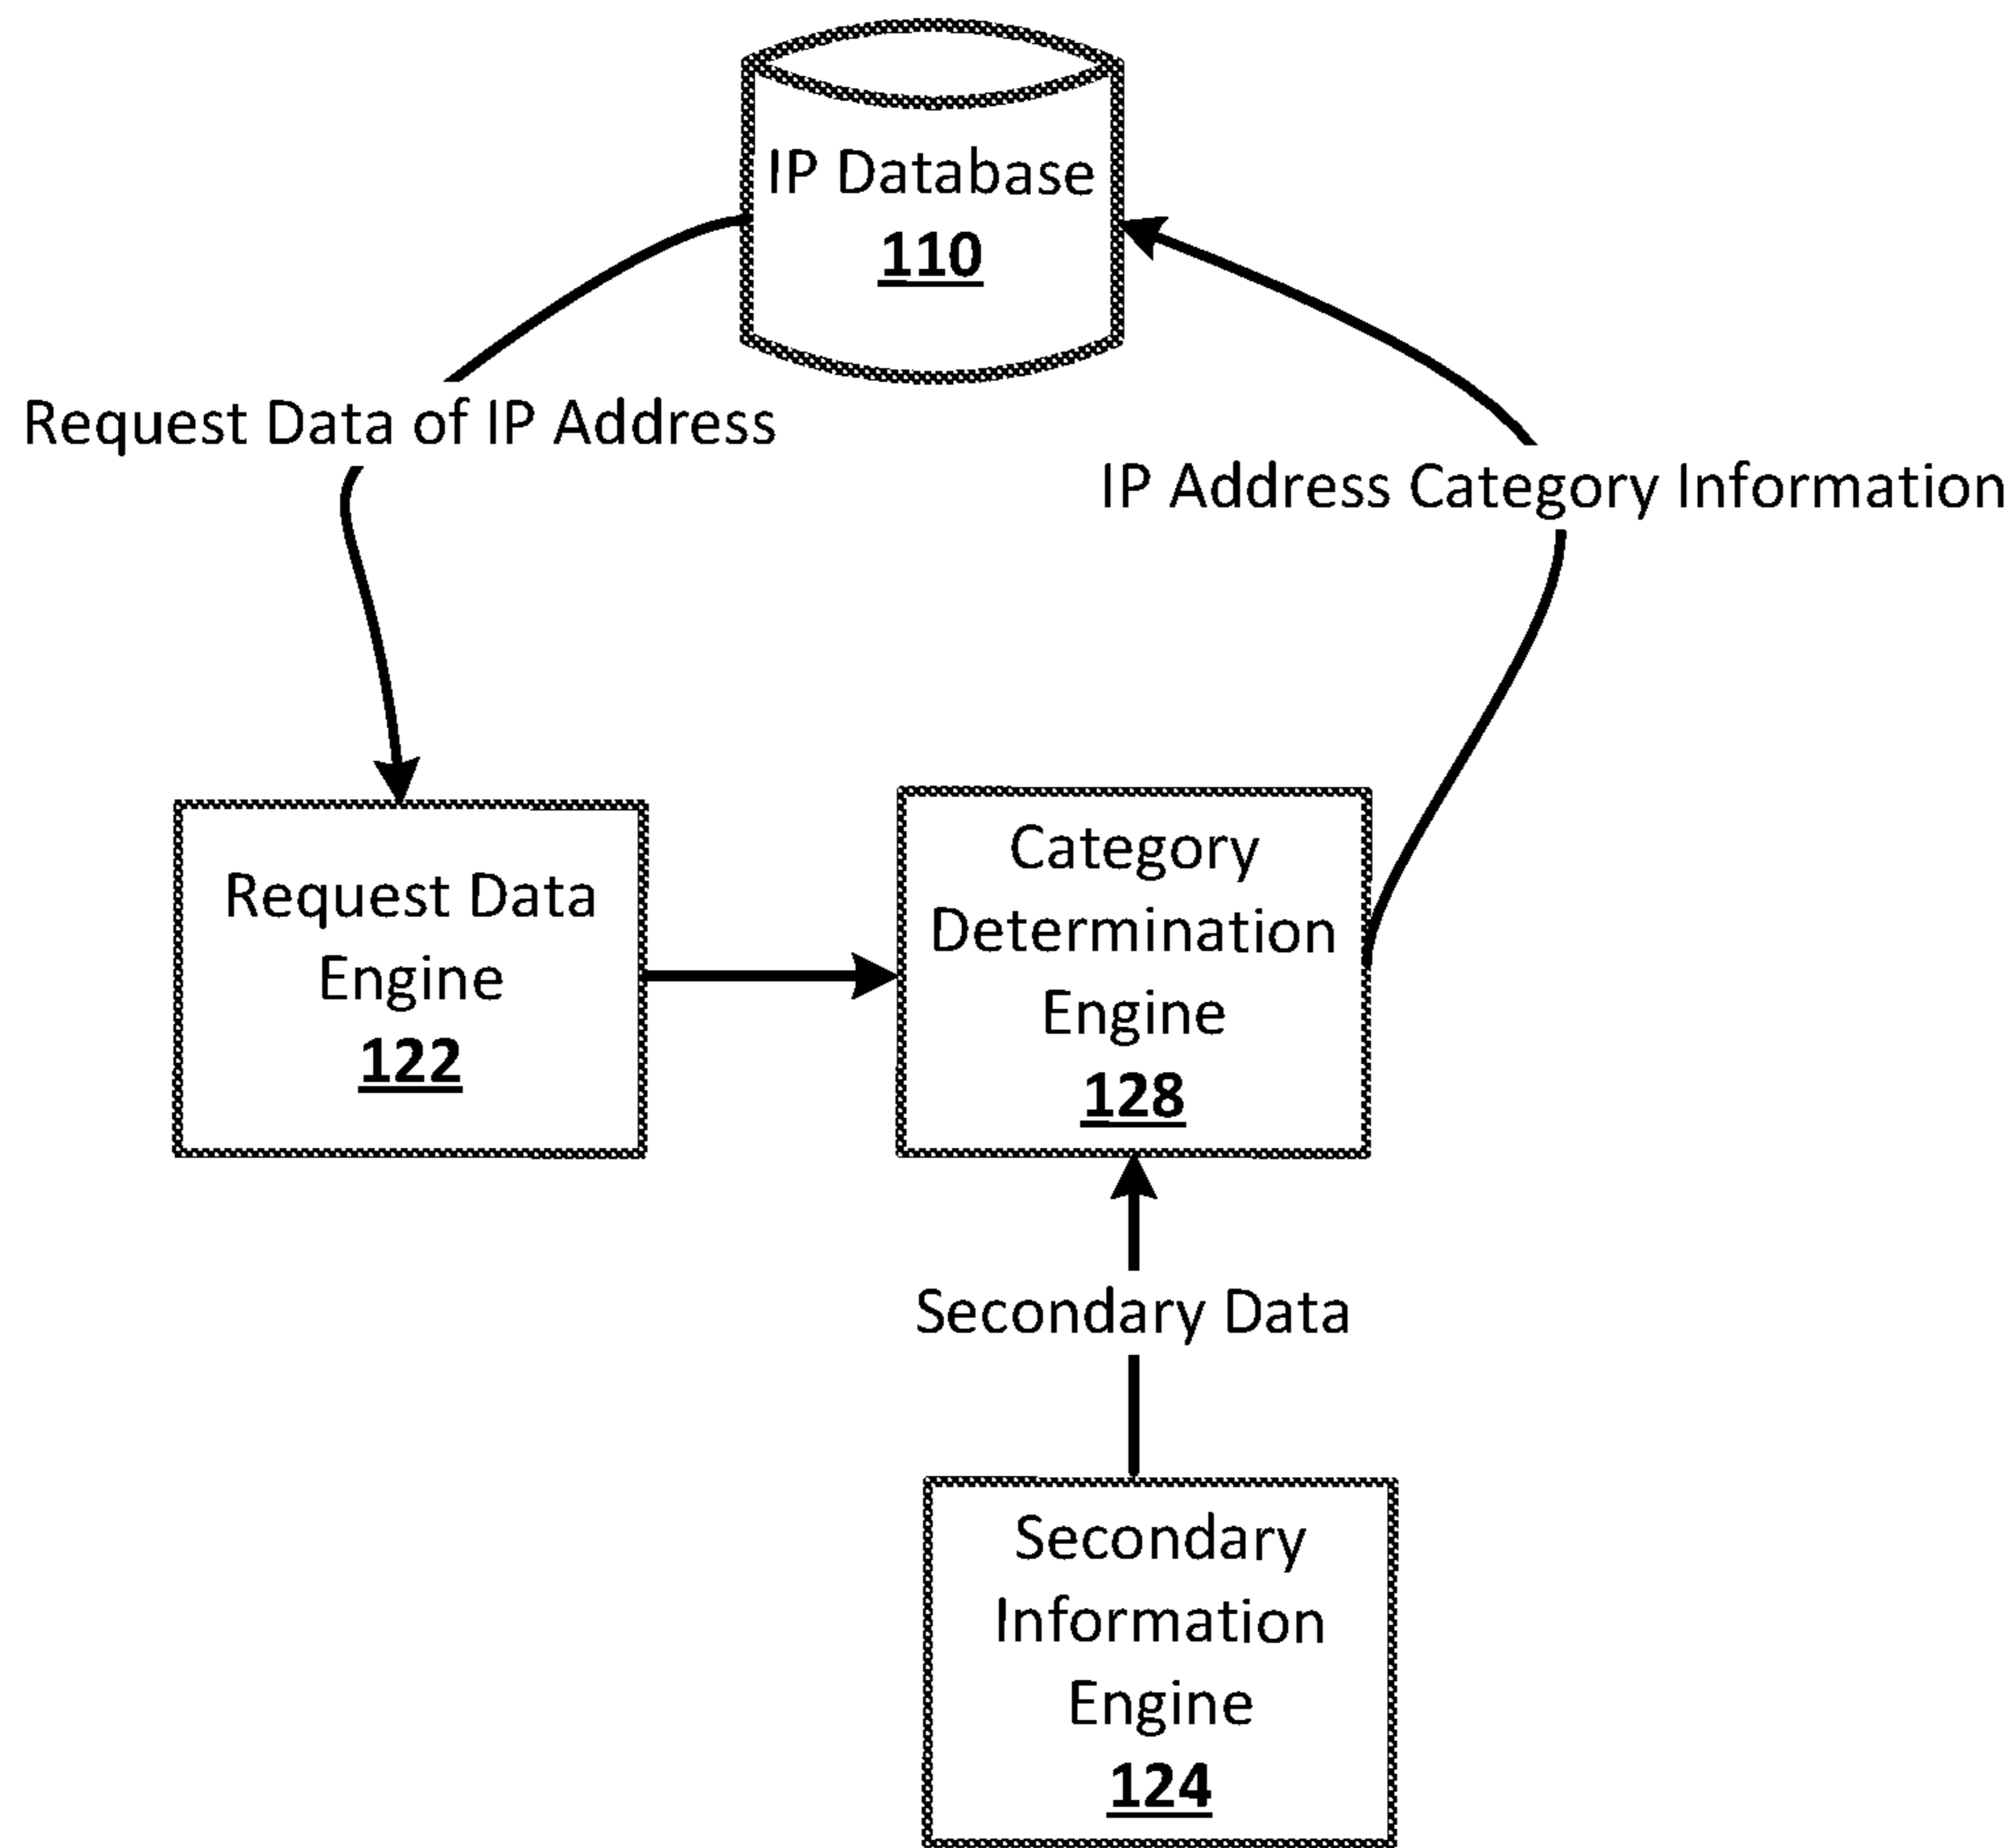 IP Database
110
Request Data of IP Address
IP Address Category Information
Request Data
Engine
122
Category
Determination
Engine
128
Secondary Data
Secondary
Information
Engine
124